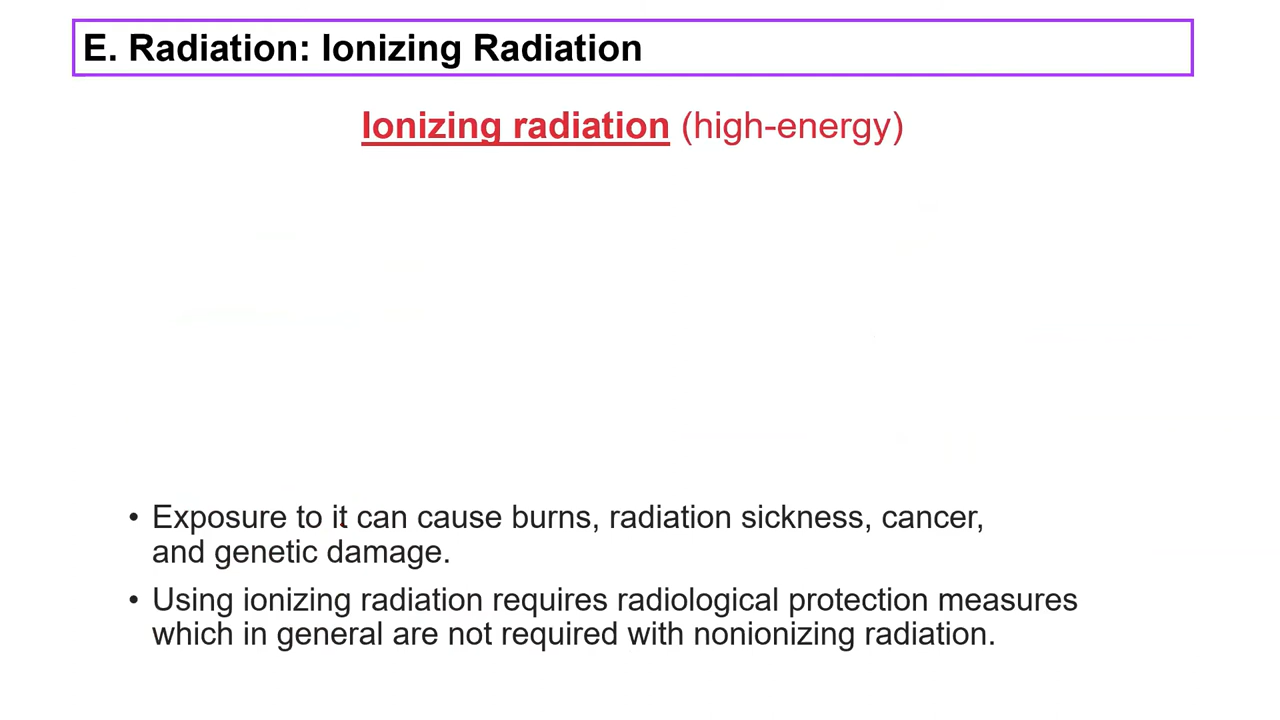 E. Radiation: Ionizing Radiation
Ionizing radiation (high-energy)
• Exposure to it can cause burns, radiation sickness, cancer,
and genetic damage.
• Using ionizing radiation requires radiological protection measures
which in general are not required with nonionizing radiation.